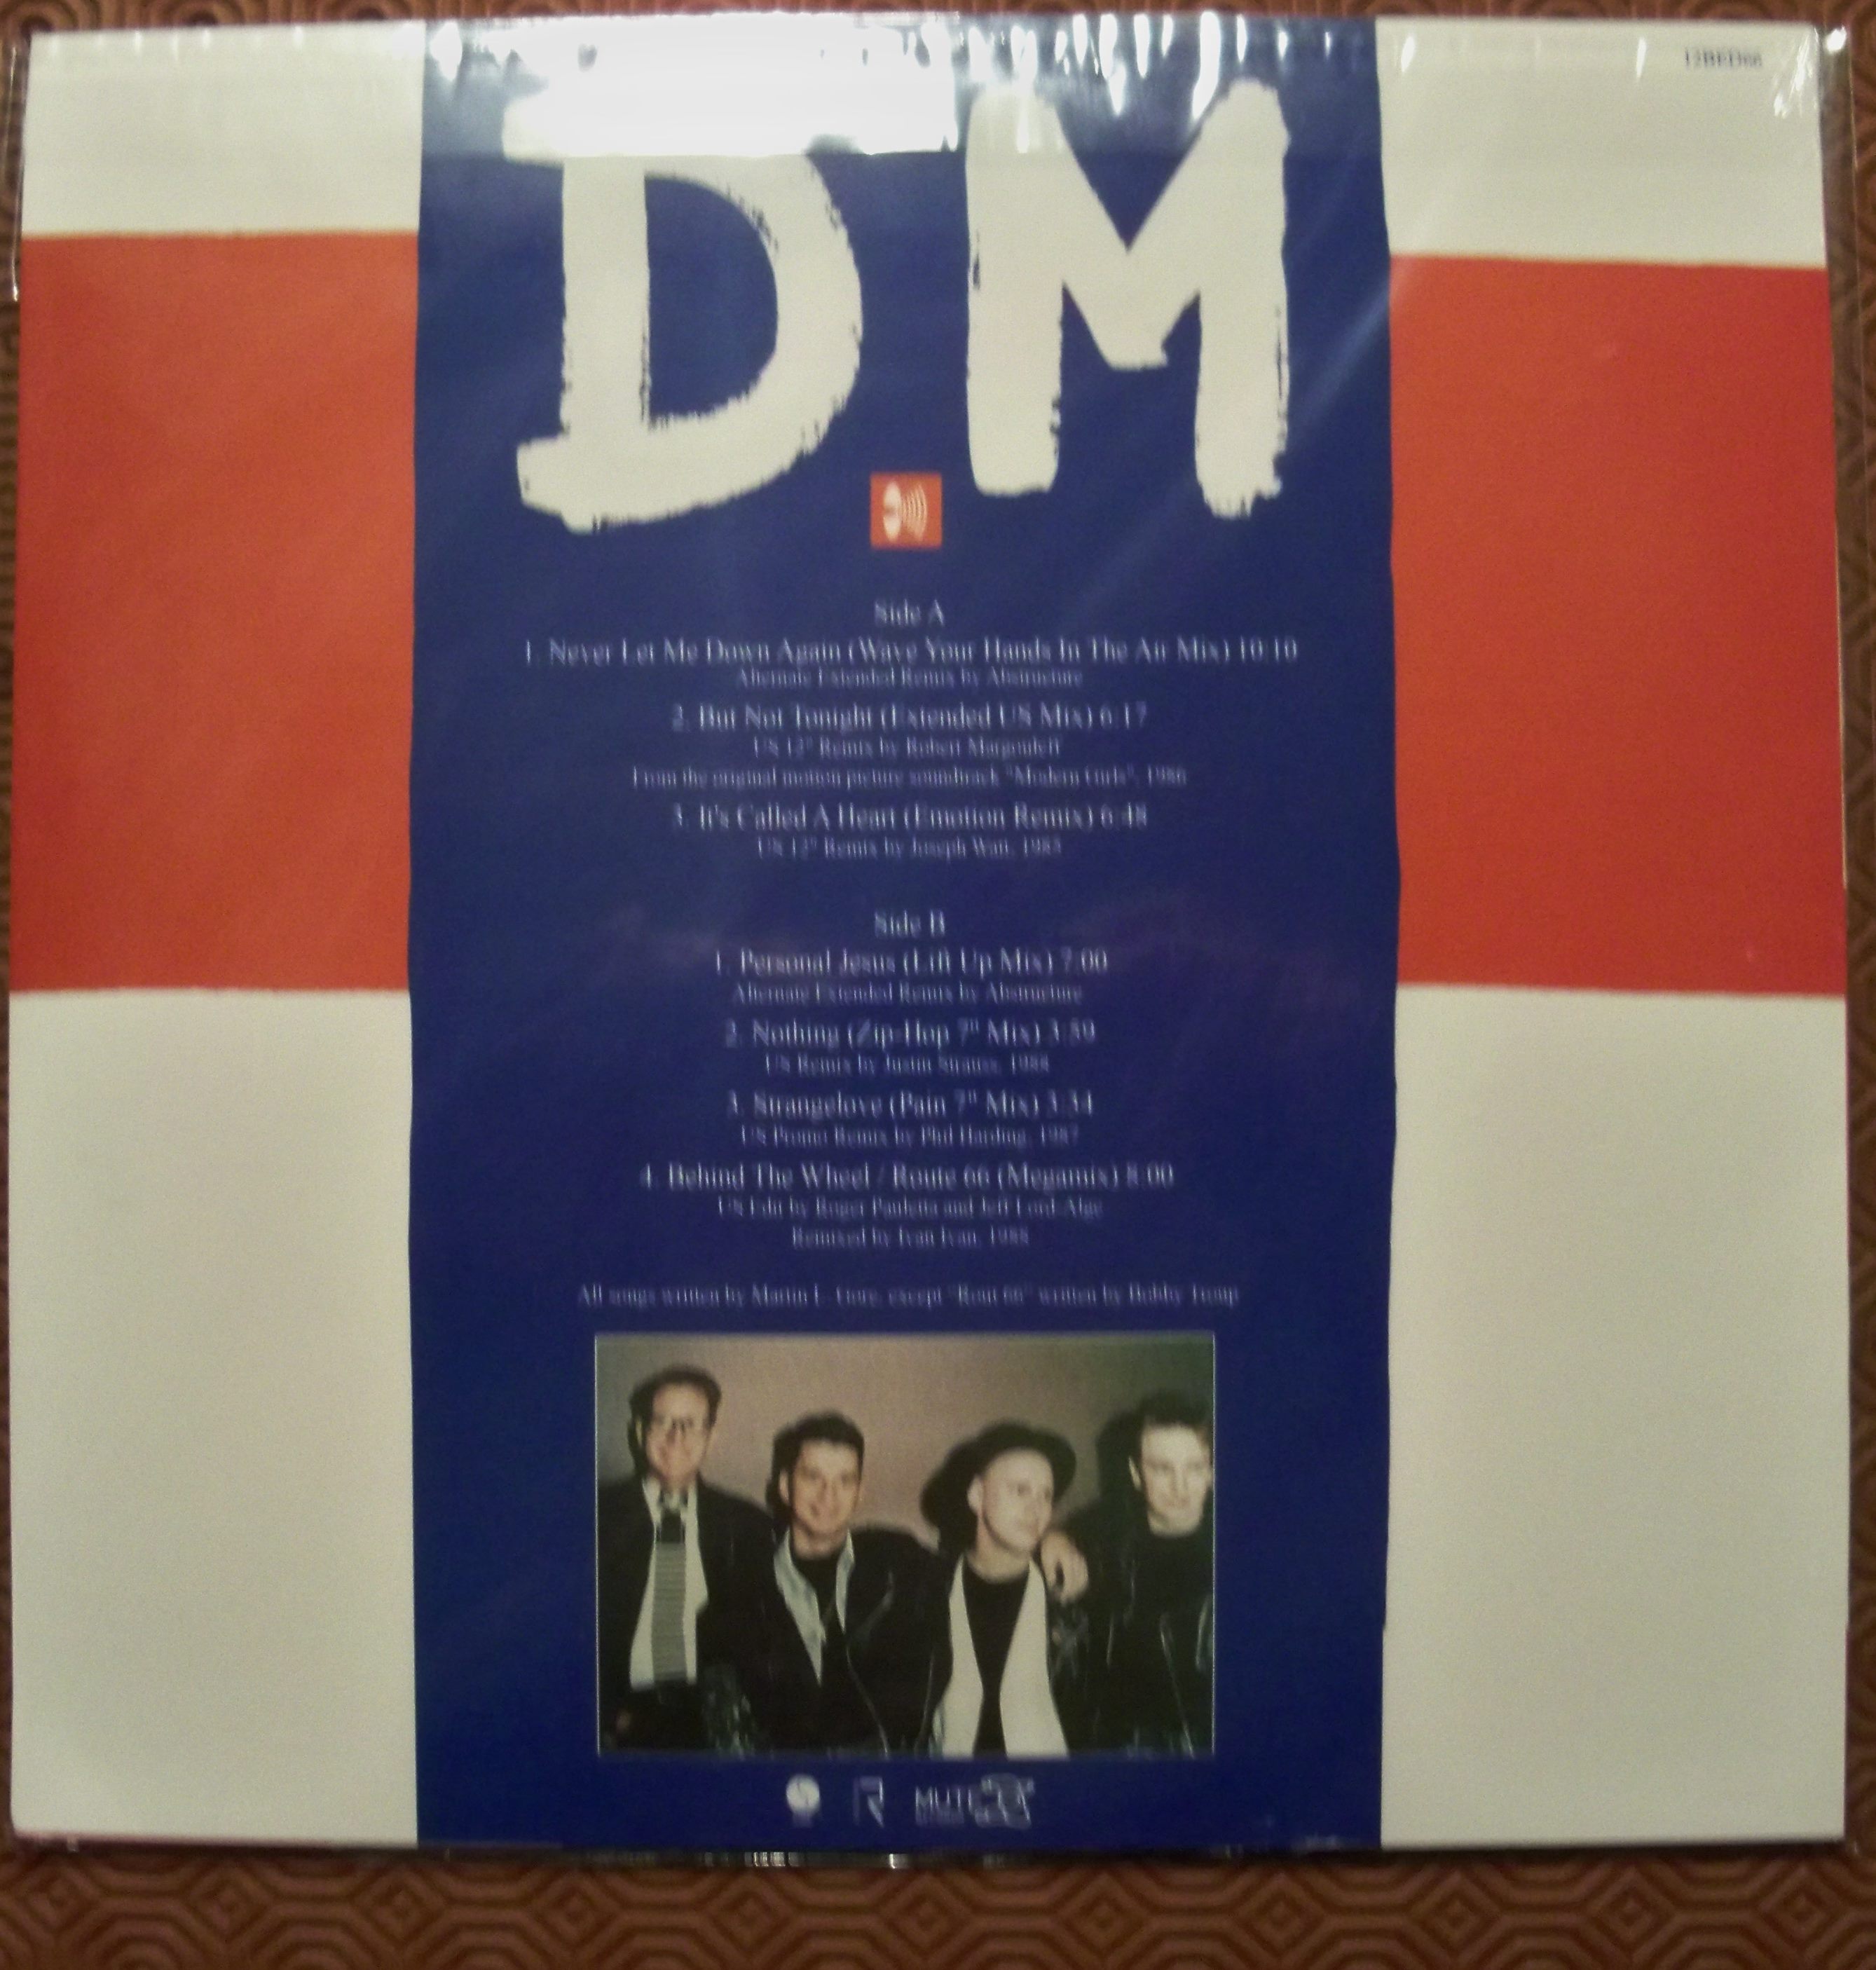 12BED66
DM
Side A
1. Never Let Me Down Again (Wave Your Hands In The Air Mix) 10:10
Alternate Extended Remix by Abstructure
2. But Not Tonight (Extended US Mix) 6:17
US 12" Remix by Robert Margouleff
From the original motion picture soundtrack "Modern Girls", 1986
3. It's Called A Heart (Emotion Remix) 6:48
US 12" Remix by Joseph Watt, 1985
Side B
1. Personal Jesus (Lift Up Mix) 7:00
Alternate Extended Remix by Abstructure
2. Nothing (Zip-Hop 7" Mix) 3:59
US Remix by Justin Strauss, 1988
3. Strangelove (Pain 7" Mix) 3:34
US Promo Remix by Phil Harding, 1987
4. Behind The Wheel / Route 66 (Megamix) 8:00
US Edit by Roger Pauletta and Jeff Lord-Alge
Remixed by Ivan Ivan, 1988
All songs written by Martin L. Gore, except "Rout 66" written by Bobby Troup
R MUTE